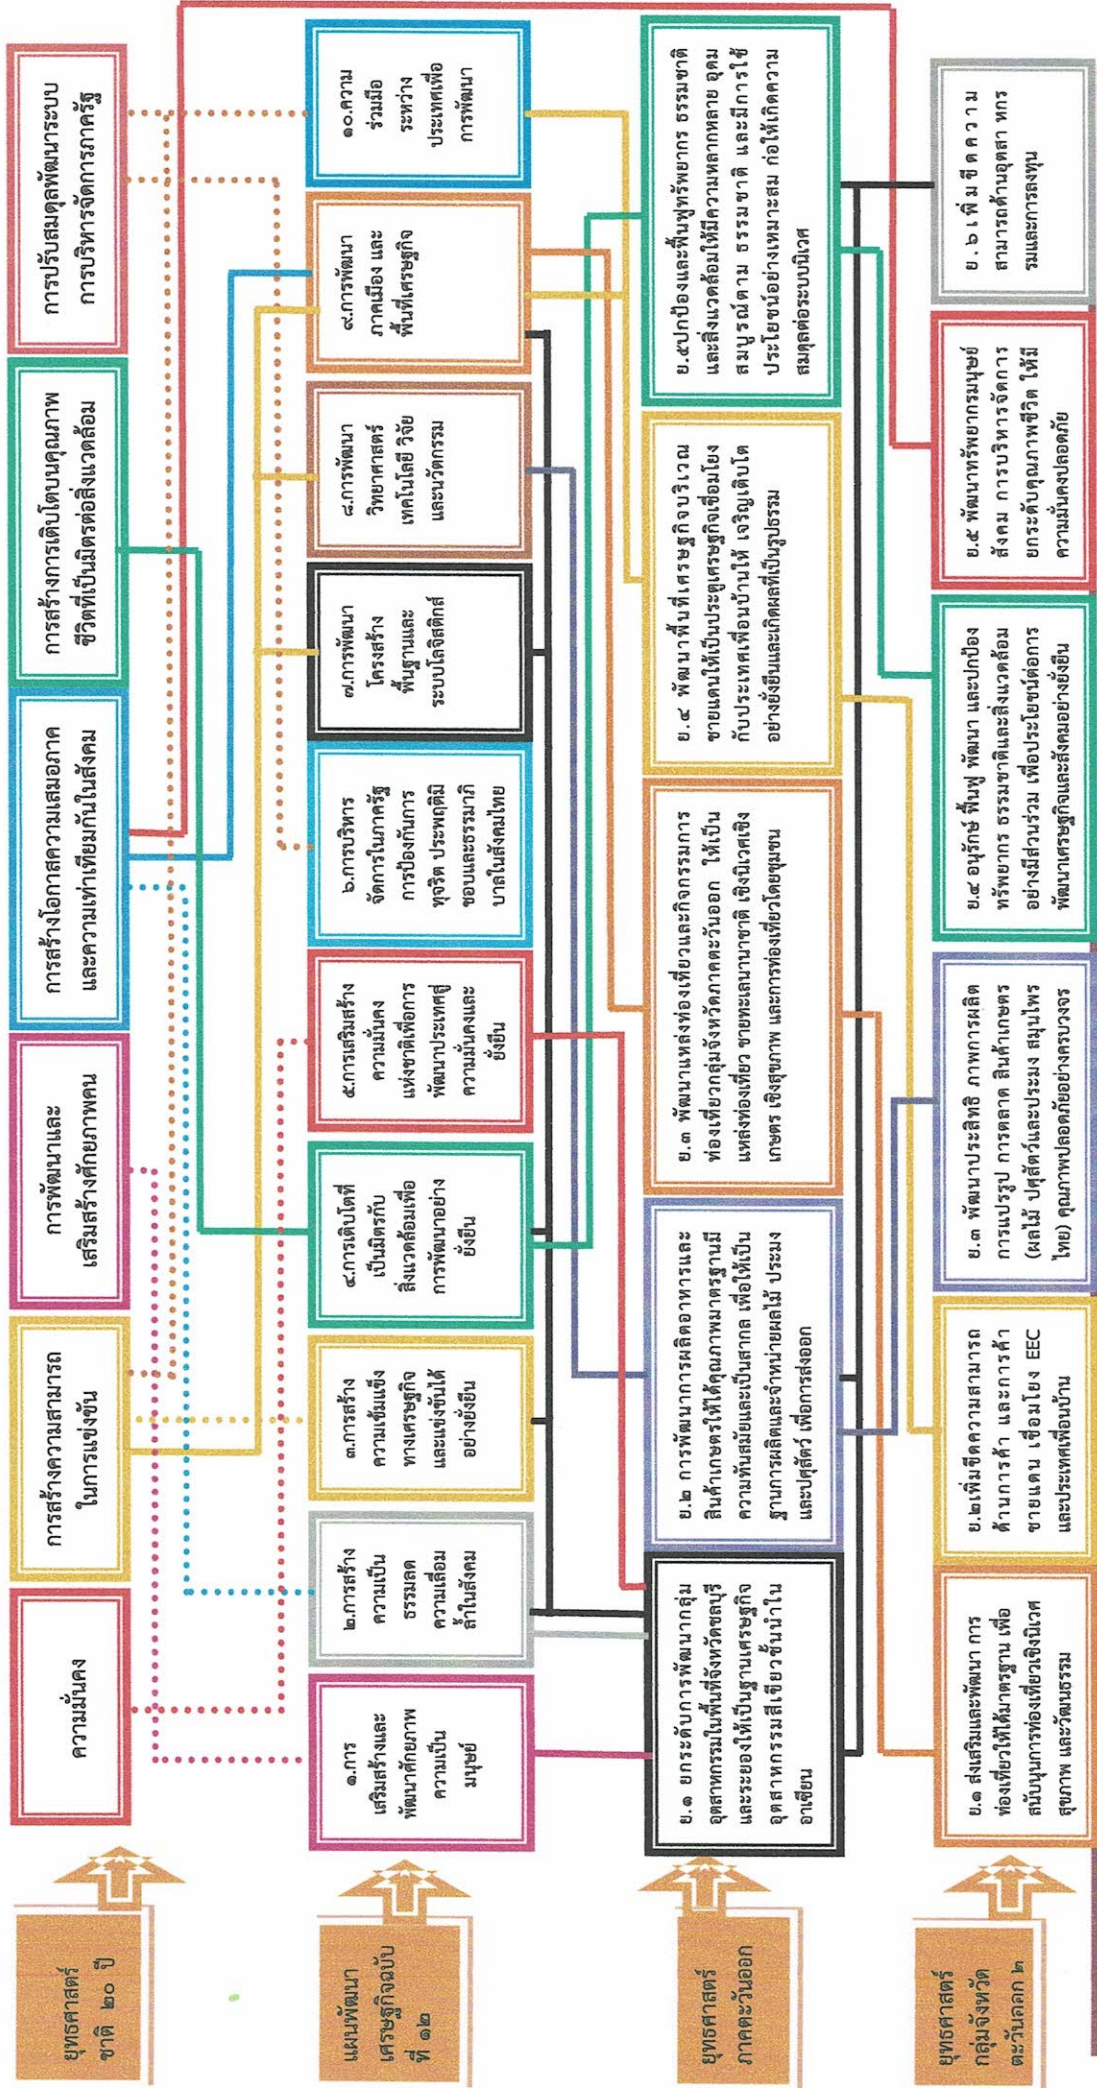 ยุทธศาสตร์
ชาติ ๒๐ ปี
ความมั่นคง
การสร้างความสามารถ
ในการแข่งขัน
การพัฒนาและ
เสริมสร้างศักยภาพคน
การสร้างโอกาสความเสมอภาค
และความเท่าเทียมกันในสังคม
การสร้างการเติบโตบนคุณภาพ
ชีวิตที่เป็นมิตรต่อสิ่งแวดล้อม
การปรับสมดุลพัฒนาระบบ
การบริหารจัดการภาครัฐ
แผนพัฒนา
เศรษฐกิจฉบับ
ที่ ๑๒
๑.การ
เสริมสร้างและ
พัฒนาศักยภาพ
ความเป็น
มนุษย์
๒.การสร้าง
ความเป็น
ธรรมลด
ความเลื่อม
ล้ำในสังคม
๓.การสร้าง
ความเข้มแข็ง
ทางเศรษฐกิจ
และแข่งขันได้
อย่างยั่งยืน
๔.การเติบโตที่
เป็นมิตรกับ
สิ่งแวดล้อมเพื่อ
การพัฒนาอย่าง
ยั่งยืน
๕.การเสริมสร้าง
ความมั่นคง
แห่งชาติเพื่อการ
พัฒนาประเทศสู่
ความมั่นคงและ
ยั่งยืน
๖.การบริหาร
จัดการในภาครัฐ
การป้องกันการ
ทุจริต ประพฤติมิ
ชอบและธรรมาภิ
บาลในสังคมไทย
๗.การพัฒนา
โครงสร้าง
พื้นฐานและ
ระบบโลจิสติกส์
๘.การพัฒนา
วิทยาศาสตร์
เทคโนโลยี วิจัย
และนวัตกรรม
๙.การพัฒนา
ภาคเมือง และ
พื้นที่เศรษฐกิจ
๑๐.ความ
ร่วมมือ
ระหว่าง
ประเทศเพื่อ
การพัฒนา
ยุทธศาสตร์
ภาคตะวันออก
ย.๑ ยกระดับการพัฒนากลุ่ม
อุตสาหกรรมในพื้นที่จังหวัดชลบุรี
และระยองให้เป็นฐานเศรษฐกิจ
อุตสาหกรรมสีเขียวชั้นนำใน
อาเซียน
ย.๒ การพัฒนาการผลิตอาหารและ
สินค้าเกษตรให้ได้คุณภาพมาตรฐานมี
ความทันสมัยและเป็นสากล เพื่อให้เป็น
ฐานการผลิตและจำหน่ายผลไม้ ประมง
และปศุสัตว์ เพื่อการส่งออก
ย.๓ พัฒนาแหล่งท่องเที่ยวและกิจกรรมการ
ท่องเที่ยวกลุ่มจังหวัดภาคตะวันออก ให้เป็น
แหล่งท่องเที่ยว ชายทะเลนานาชาติ เชิงนิเวศเชิง
เกษตร เชิงสุขภาพ และการท่องเที่ยวโดยชุมชน
ย.๔ พัฒนาพื้นที่เศรษฐกิจบริเวณ
ชายแดนให้เป็นประตูเศรษฐกิจเชื่อมโยง
กับประเทศเพื่อนบ้านให้ เจริญเติบโต
อย่างยั่งยืนและเกิดผลที่เป็นรูปธรรม
ย.๕ปกป้องและฟื้นฟูทรัพยากร ธรรมชาติ
และสิ่งแวดล้อมให้มีความหลากหลาย อุดม
สมบูรณ์ตาม ธรรมชาติ และมีการใช้
ประโยชน์อย่างเหมาะสม ก่อให้เกิดความ
สมดุลต่อระบบนิเวศ
ยุทธศาสตร์
กลุ่มจังหวัด
ตะวันออก ๒
ย.๑ ส่งเสริมและพัฒนา การ
ท่องเที่ยวให้ได้มาตรฐาน เพื่อ
สนับนุนการท่องเที่ยวเชิงนิเวศ
สุขภาพ และวัฒนธรรม
ย.๒เพิ่มขีดความสามารถ
ด้านการค้า และการค้า
ชายแดน เชื่อมโยง EEC
และประเทศเพื่อนบ้าน
ย.๓ พัฒนาประสิทธิ ภาพการผลิต
การแปรรูป การตลาด สินค้าเกษตร
(ผลไม้ ปศุสัตว์และประมง สมุนไพร
ไทย) คุณภาพปลอดภัยอย่างครบวงจร
ย.๔ อนุรักษ์ ฟื้นฟู พัฒนา และปกป้อง
ทรัพยากร ธรรมชาติและสิ่งแวดล้อม
อย่างมีส่วนร่วม เพื่อประโยชน์ต่อการ
พัฒนาเศรษฐกิจและสังคมอย่างยั่งยืน
ย.๕ พัฒนาทรัพยากรมนุษย์
สังคม การบริหารจัดการ
ยกระดับคุณภาพชีวิต ให้มี
ความมั่นคงปลอดภัย
ย.๖เพิ่มขีดความ
สามารถด้านอุตสา หกร
รมและการลงทุน